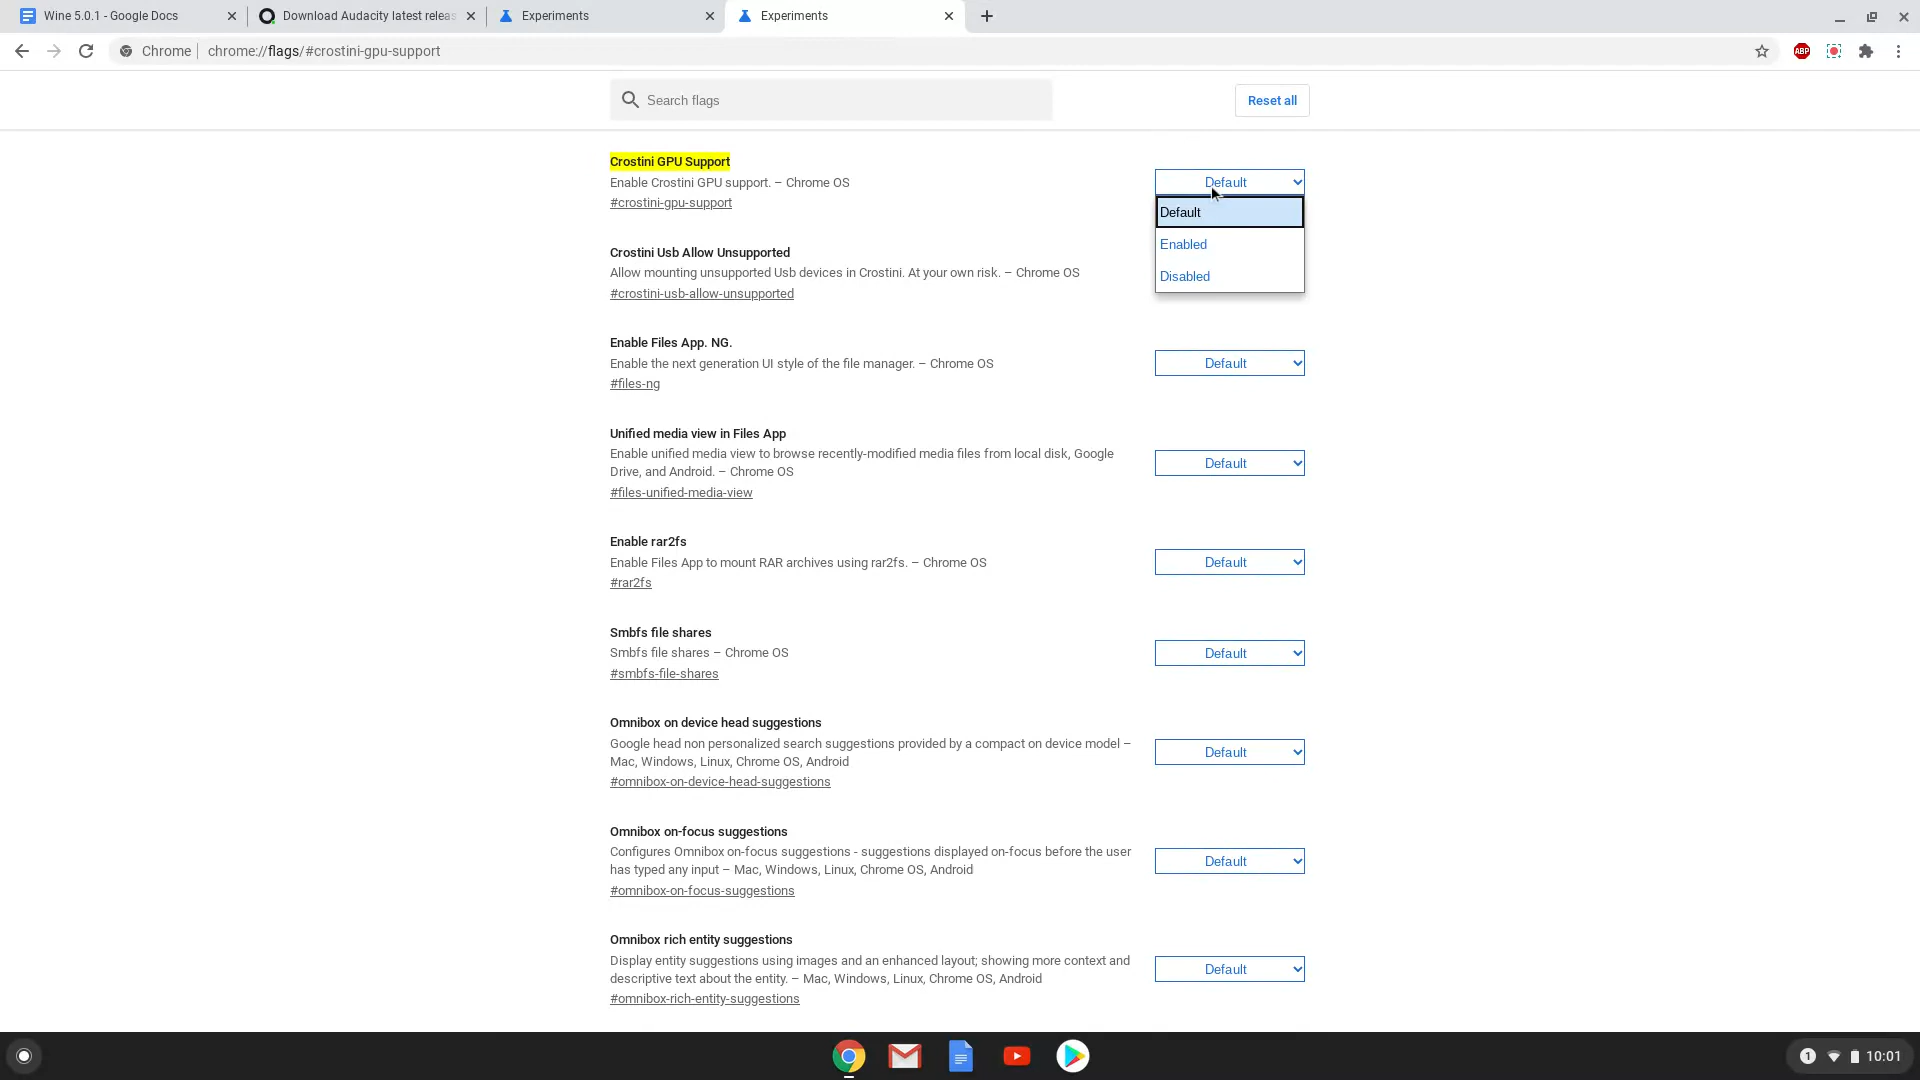 Wine 5.0.1 - Google Docs
Download Audacity latest releas
Experiments
Experiments
Chrome
chrome://flags/#crostini-gpu-support
ABP
Search flags
Reset all
Crostini GPU Support
Enable Crostini GPU support. – Chrome OS
#crostini-gpu-support
Default
Default
Enabled
Disabled
Crostini Usb Allow Unsupported
Allow mounting unsupported Usb devices in Crostini. At your own risk. – Chrome OS
#crostini-usb-allow-unsupported
Enable Files App. NG.
Enable the next generation UI style of the file manager. – Chrome OS
#files-ng
Default
Unified media view in Files App
Enable unified media view to browse recently-modified media files from local disk, Google
Drive, and Android. – Chrome OS
#files-unified-media-view
Default
Enable rar2fs
Enable Files App to mount RAR archives using rar2fs. – Chrome OS
#rar2fs
Default
Smbfs file shares
Smbfs file shares – Chrome OS
#smbfs-file-shares
Default
Omnibox on device head suggestions
Google head non personalized search suggestions provided by a compact on device model –
Mac, Windows, Linux, Chrome OS, Android
#omnibox-on-device-head-suggestions
Default
Omnibox on-focus suggestions
Configures Omnibox on-focus suggestions - suggestions displayed on-focus before the user
has typed any input – Mac, Windows, Linux, Chrome OS, Android
#omnibox-on-focus-suggestions
Default
Omnibox rich entity suggestions
Display entity suggestions using images and an enhanced layout; showing more context and
descriptive text about the entity. – Mac, Windows, Linux, Chrome OS, Android
#omnibox-rich-entity-suggestions
Default
1
10:01